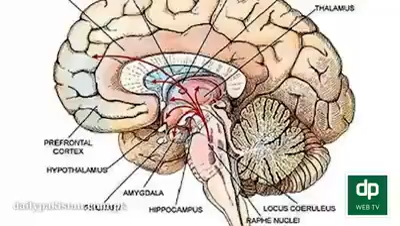 THALAMUS
PREFRONTAL
CORTEX
HYPOTHALAMUS
AMYGDALA
HIPPOCAMPUS
LOCUS COERULEUS
RAPHE NUCLEI
dp
WEB TV